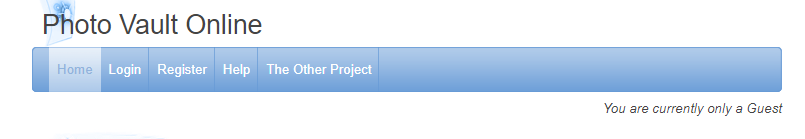 Photo Vault Online
Home Login Register Help The Other Project
You are currently only a Guest